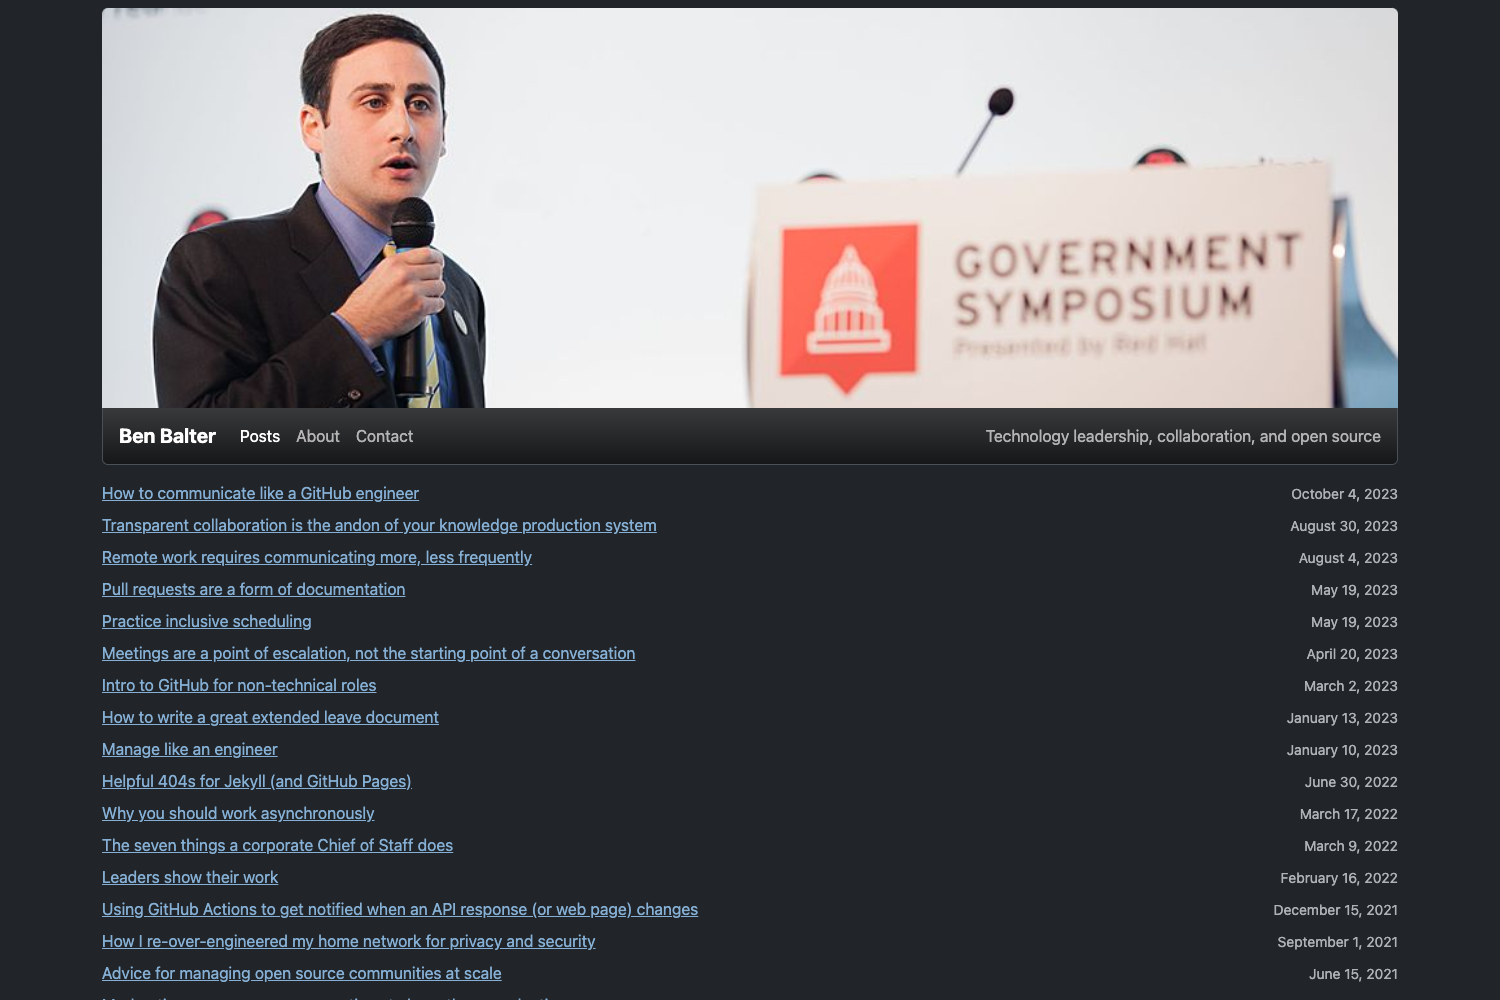 GOVERNMENT
SYMPOSIUM
Presented by Red Hat
Ben Balter Posts About Contact Technology leadership, collaboration, and open source
How to communicate like a GitHub engineer October 4, 2023
Transparent collaboration is the andon of your knowledge production system August 30, 2023
Remote work requires communicating more, less frequently August 4, 2023
Pull requests are a form of documentation May 19, 2023
Practice inclusive scheduling May 19, 2023
Meetings are a point of escalation, not the starting point of a conversation April 20, 2023
Intro to GitHub for non-technical roles March 2, 2023
How to write a great extended leave document January 13, 2023
Manage like an engineer January 10, 2023
Helpful 404s for Jekyll (and GitHub Pages) June 30, 2022
Why you should work asynchronously March 17, 2022
The seven things a corporate Chief of Staff does March 9, 2022
Leaders show their work February 16, 2022
Using GitHub Actions to get notified when an API response (or web page) changes December 15, 2021
How I re-over-engineered my home network for privacy and security September 1, 2021
Advice for managing open source communities at scale June 15, 2021